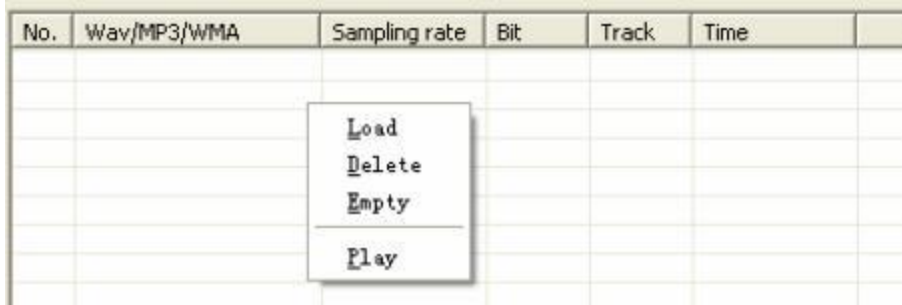 No. Wav/MP3/WMA Sampling rate Bit Track Time
Load
Delete
Empty
Play